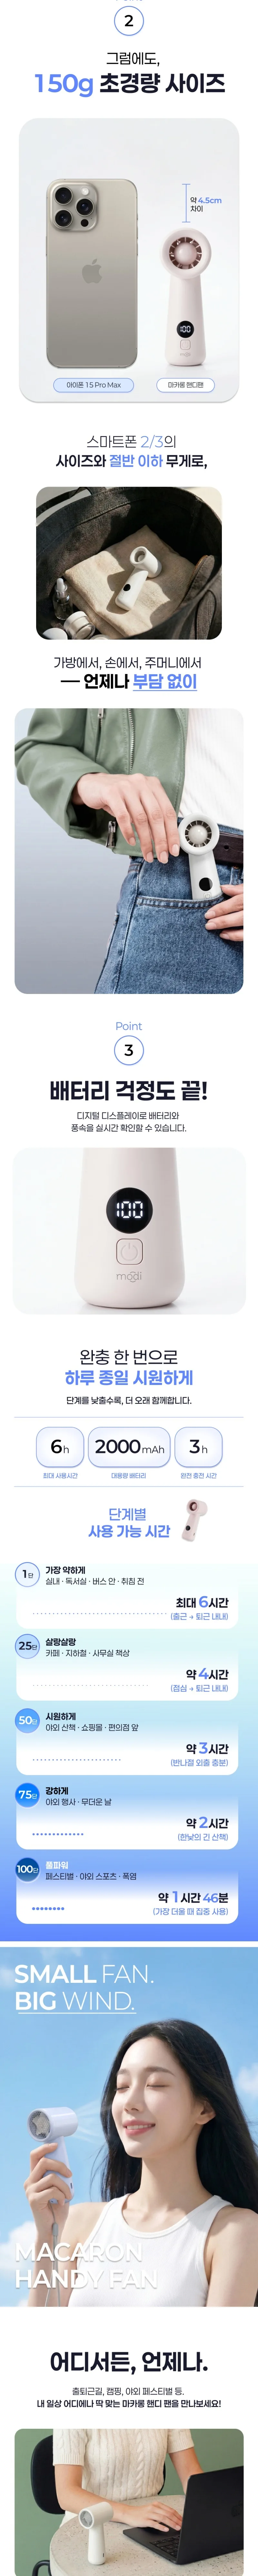 Point
2
그럼에도,
150g 초경량 사이즈
약 4.5cm
차이
100
modi
아이폰 15 Pro Max
마카롱 핸디팬
스마트폰 2/3의
사이즈와 절반 이하 무게로,
가방에서, 손에서, 주머니에서
— 언제나 부담 없이
Point
3
배터리 걱정도 끝!
디지털 디스플레이로 배터리와
풍속을 실시간 확인할 수 있습니다.
100
modi
완충 한 번으로
하루 종일 시원하게
단계를 낮출수록, 더 오래 함께합니다.
6h
2000mAh
3h
최대 사용시간
대용량 배터리
완전 충전 시간
단계별
사용 가능 시간
1단
가장 약하게
실내 · 독서실 · 버스 안 · 취침 전
최대 6시간
(출근 → 퇴근 내내)
25단
살랑살랑
카페 · 지하철 · 사무실 책상
약 4시간
(점심 → 퇴근 내내)
50단
시원하게
야외 산책 · 쇼핑몰 · 편의점 앞
약 3시간
(반나절 외출 충분)
75단
강하게
야외 행사 · 무더운 날
약 2시간
(한낮의 긴 산책)
100단
풀파워
페스티벌 · 야외 스포츠 · 폭염
약 1시간 46분
(가장 더울 때 집중 사용)
SMALL FAN.
BIG WIND.
MACARON
HANDY FAN
어디서든, 언제나.
출퇴근길, 캠핑, 야외 페스티벌 등.
내 일상 어디에나 딱 맞는 마카롱 핸디 팬을 만나보세요!